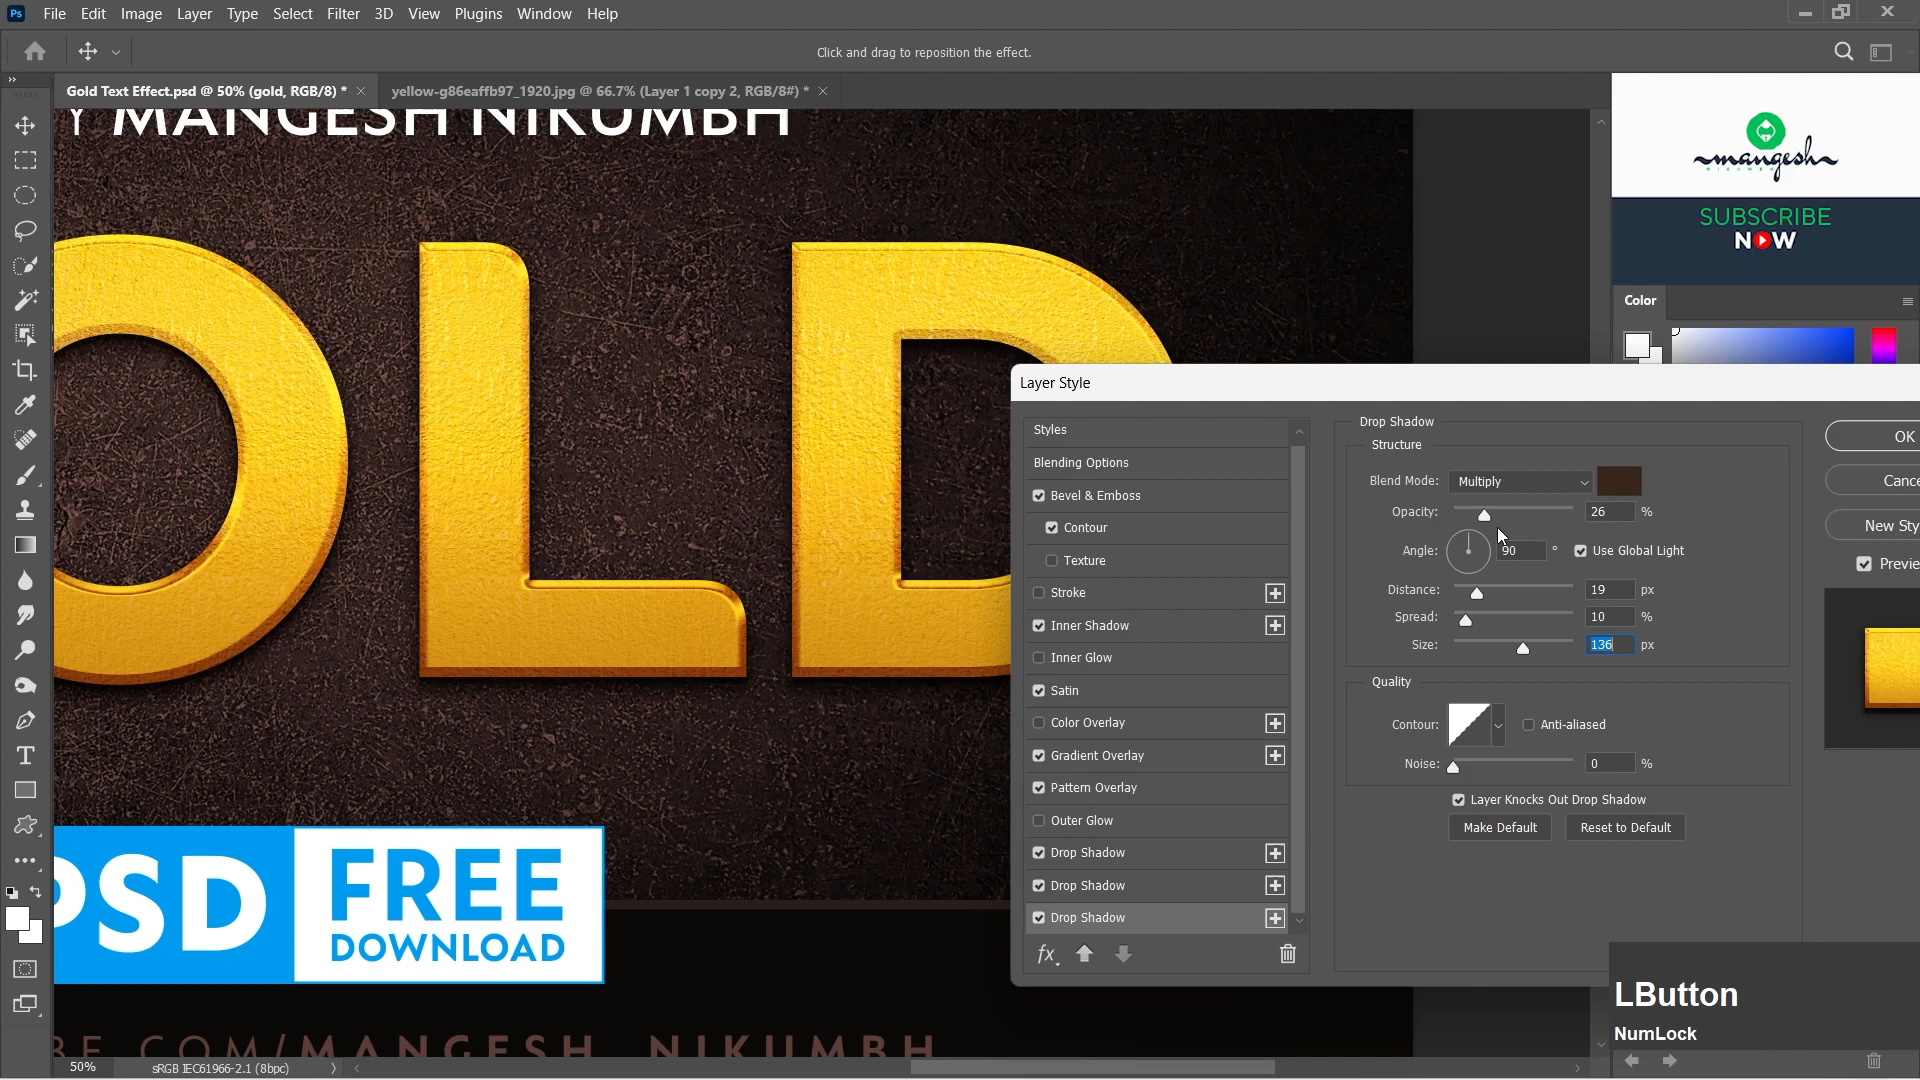 Ps File Edit Image Layer Type Select Filter 3D View Plugins Window Help
Click and drag to reposition the effect.
Gold Text Effect.psd @ 50% (gold, RGB/8) *
yellow-g86eaffb97_1920.jpg @ 66.7% (Layer 1 copy 2, RGB/8#) *
Y MANGESH NIKUMBH
mangesh
NIKUMBH
SUBSCRIBE
NOW
Color
OLD
Layer Style
Styles
Blending Options
Bevel & Emboss
Contour
Texture
Stroke
Inner Shadow
Inner Glow
Satin
Color Overlay
Gradient Overlay
Pattern Overlay
Outer Glow
Drop Shadow
Drop Shadow
Drop Shadow
fx
Drop Shadow
Structure
Blend Mode: Multiply
Opacity: 26 %
Angle: 90 ° Use Global Light
Distance: 19 px
Spread: 10 %
Size: 136 px
Quality
Contour: Anti-aliased
Noise: 0 %
Layer Knocks Out Drop Shadow
Make Default Reset to Default
OK
Cance
New Sty
Previe
PSD FREE
DOWNLOAD
BE.COM/MANGESH NIKUMBH
LButton
NumLock
50% sRGB IEC61966-2.1 (8bpc)